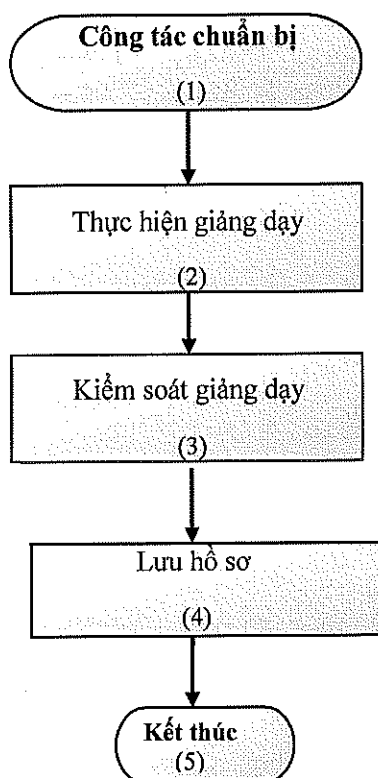 Công tác chuẩn bị
(1)
Thực hiện giảng dạy
(2)
Kiểm soát giảng dạy
(3)
Lưu hồ sơ
(4)
Kết thúc
(5)